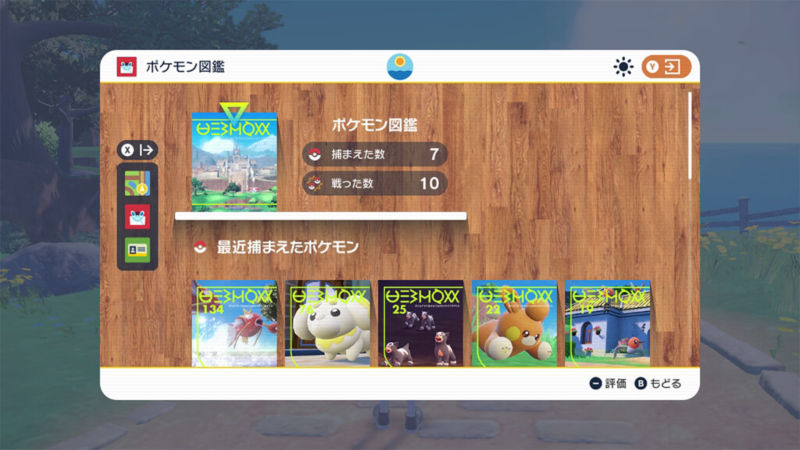 ポケモン図鑑
Y
X
ポケモン図鑑
捕まえた数 7
戦った数 10
最近捕まえたポケモン
134
25
22
19
評価
B もどる